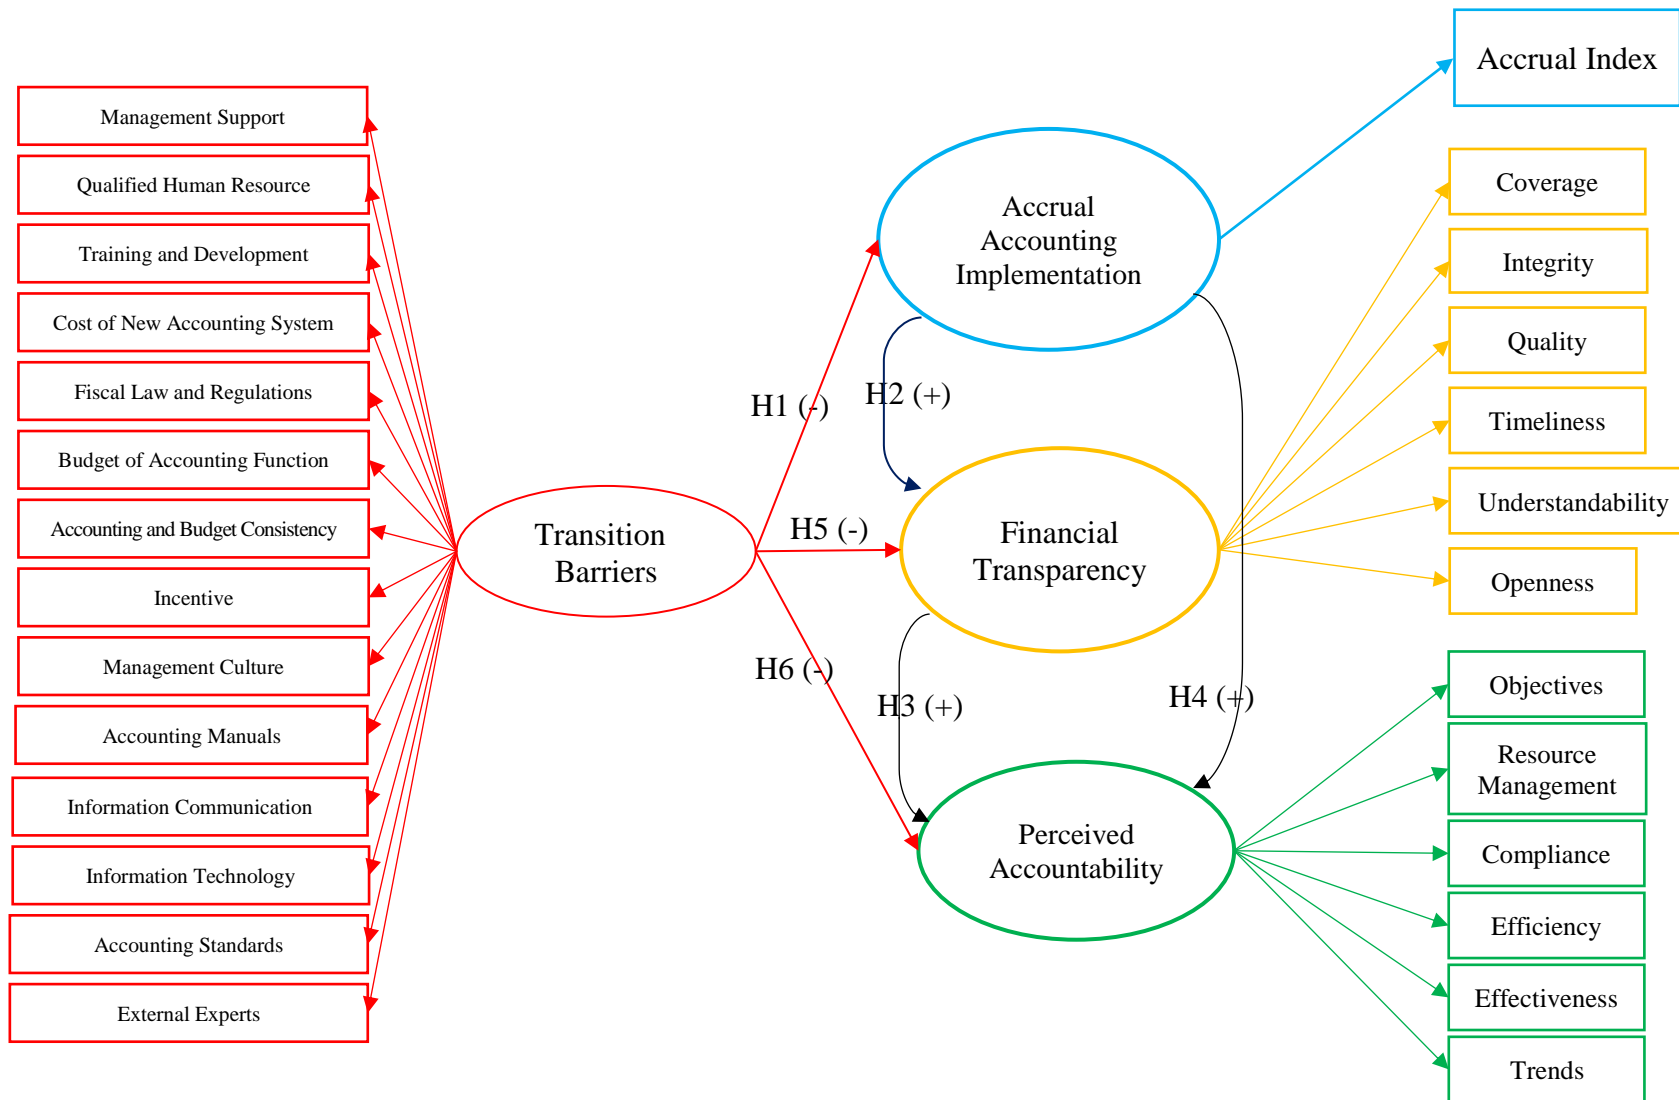 Management Support
Qualified Human Resource
Training and Development
Cost of New Accounting System
Fiscal Law and Regulations
Budget of Accounting Function
Accounting and Budget Consistency
Incentive
Management Culture
Accounting Manuals
Information Communication
Information Technology
Accounting Standards
External Experts
Transition
Barriers
H1 (-)
H5 (-)
H6 (-)
Accrual
Accounting
Implementation
H2 (+)
Financial
Transparency
H3 (+)
H4 (+)
Perceived
Accountability
Accrual Index
Coverage
Integrity
Quality
Timeliness
Understandability
Openness
Objectives
Resource
Management
Compliance
Efficiency
Effectiveness
Trends